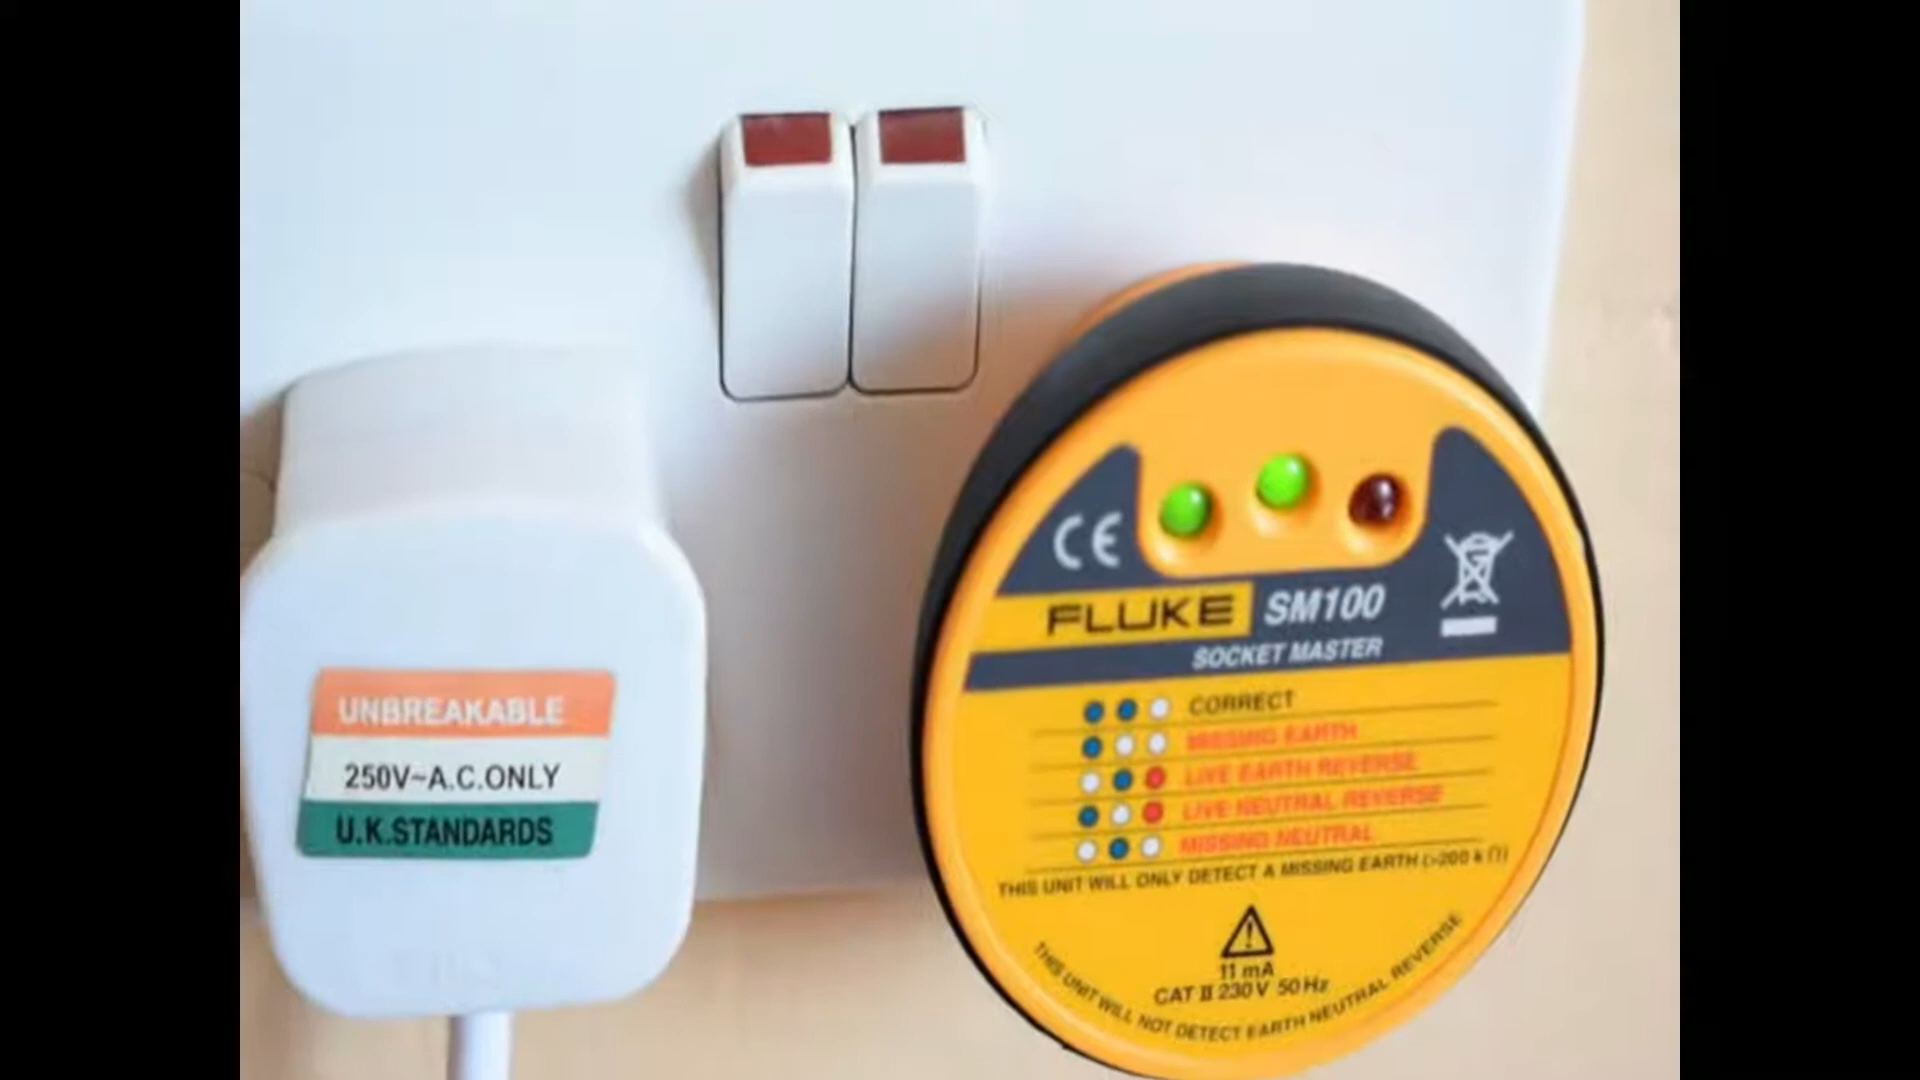 UNBREAKABLE
250V~A.C.ONLY
U.K.STANDARDS
CE
FLUKE SM100
SOCKET MASTER
CORRECT
MISSING EARTH
LIVE EARTH REVERSE
LIVE NEUTRAL REVERSE
MISSING NEUTRAL
THIS UNIT WILL ONLY DETECT A MISSING EARTH (>200 k Ω)
11 mA
CAT II 230V 50Hz
THIS UNIT WILL NOT DETECT EARTH NEUTRAL REVERSE